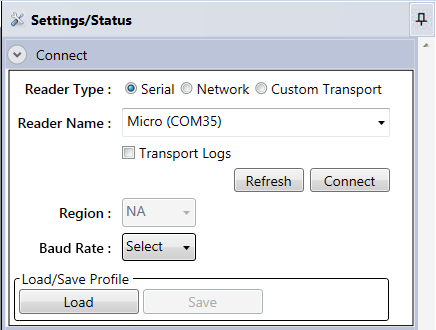 Settings/Status
Connect
Reader Type : Serial Network Custom Transport
Reader Name : Micro (COM35)
Transport Logs
Refresh Connect
Region : NA
Baud Rate : Select
Load/Save Profile
Load Save